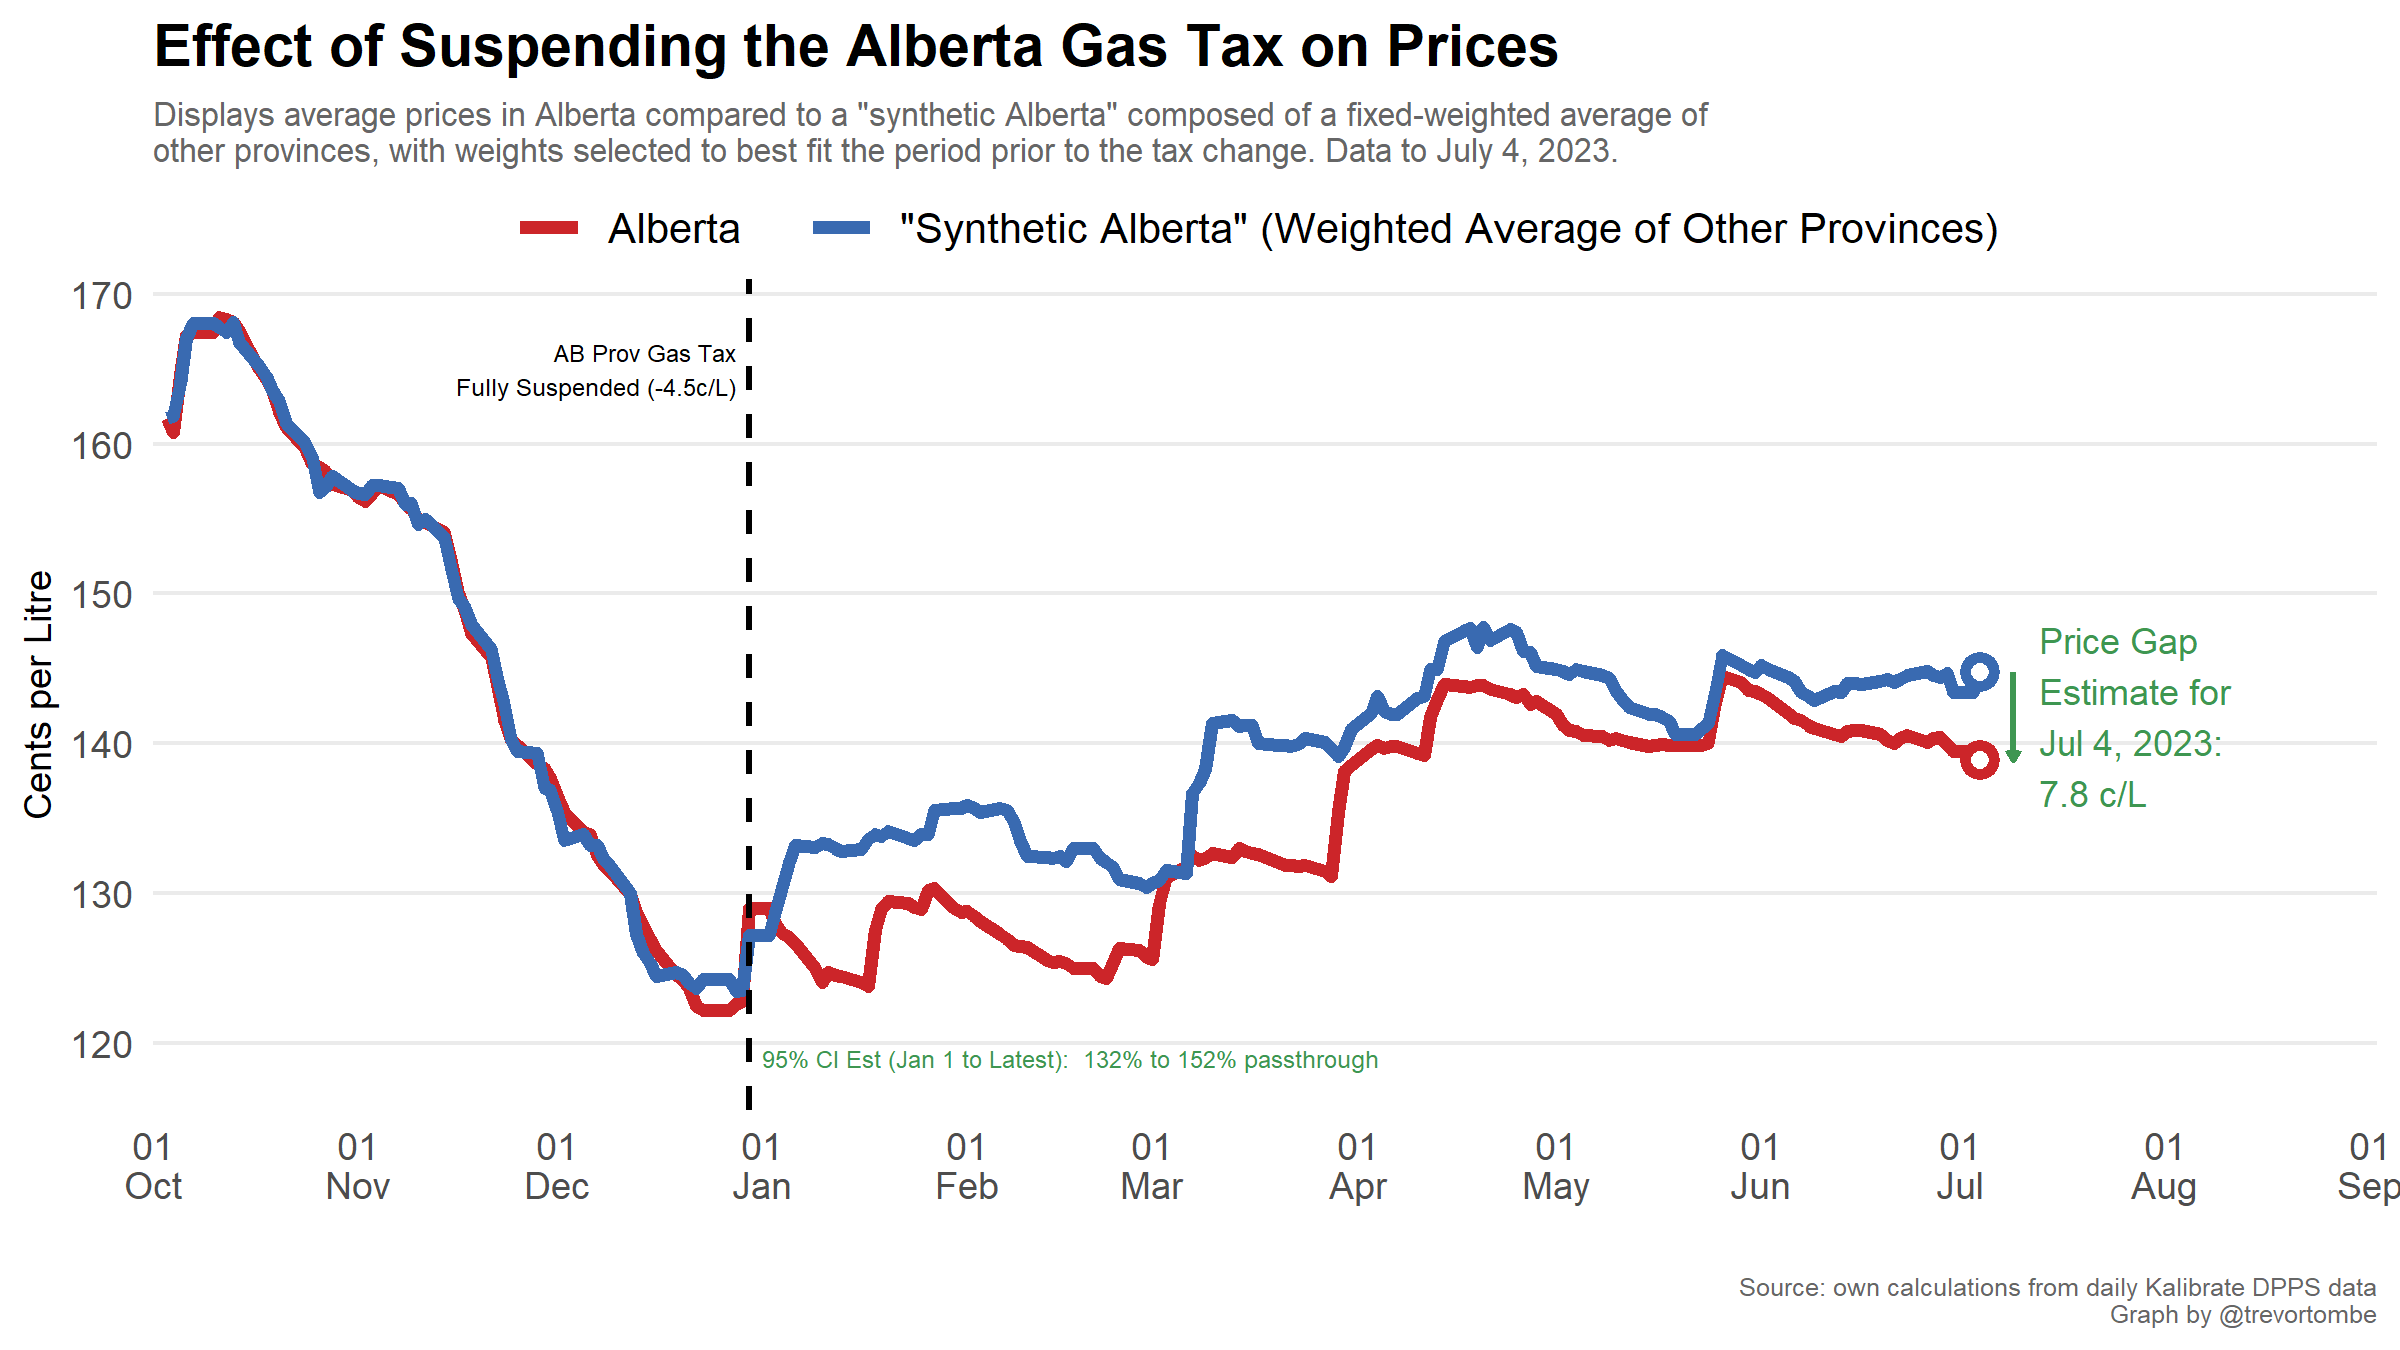 Effect of Suspending the Alberta Gas Tax on Prices
Displays average prices in Alberta compared to a "synthetic Alberta" composed of a fixed-weighted average of
other provinces, with weights selected to best fit the period prior to the tax change. Data to July 4, 2023.
Alberta
"Synthetic Alberta" (Weighted Average of Other Provinces)
170
160
150
140
130
120
Cents per Litre
AB Prov Gas Tax
Fully Suspended (-4.5c/L)
Price Gap
Estimate for
Jul 4, 2023:
7.8 c/L
95% CI Est (Jan 1 to Latest):  132% to 152% passthrough
01 01 01 01 01 01 01 01 01 01 01 01
Oct Nov Dec Jan Feb Mar Apr May Jun Jul Aug Sep
Source: own calculations from daily Kalibrate DPPS data
Graph by @trevortombe